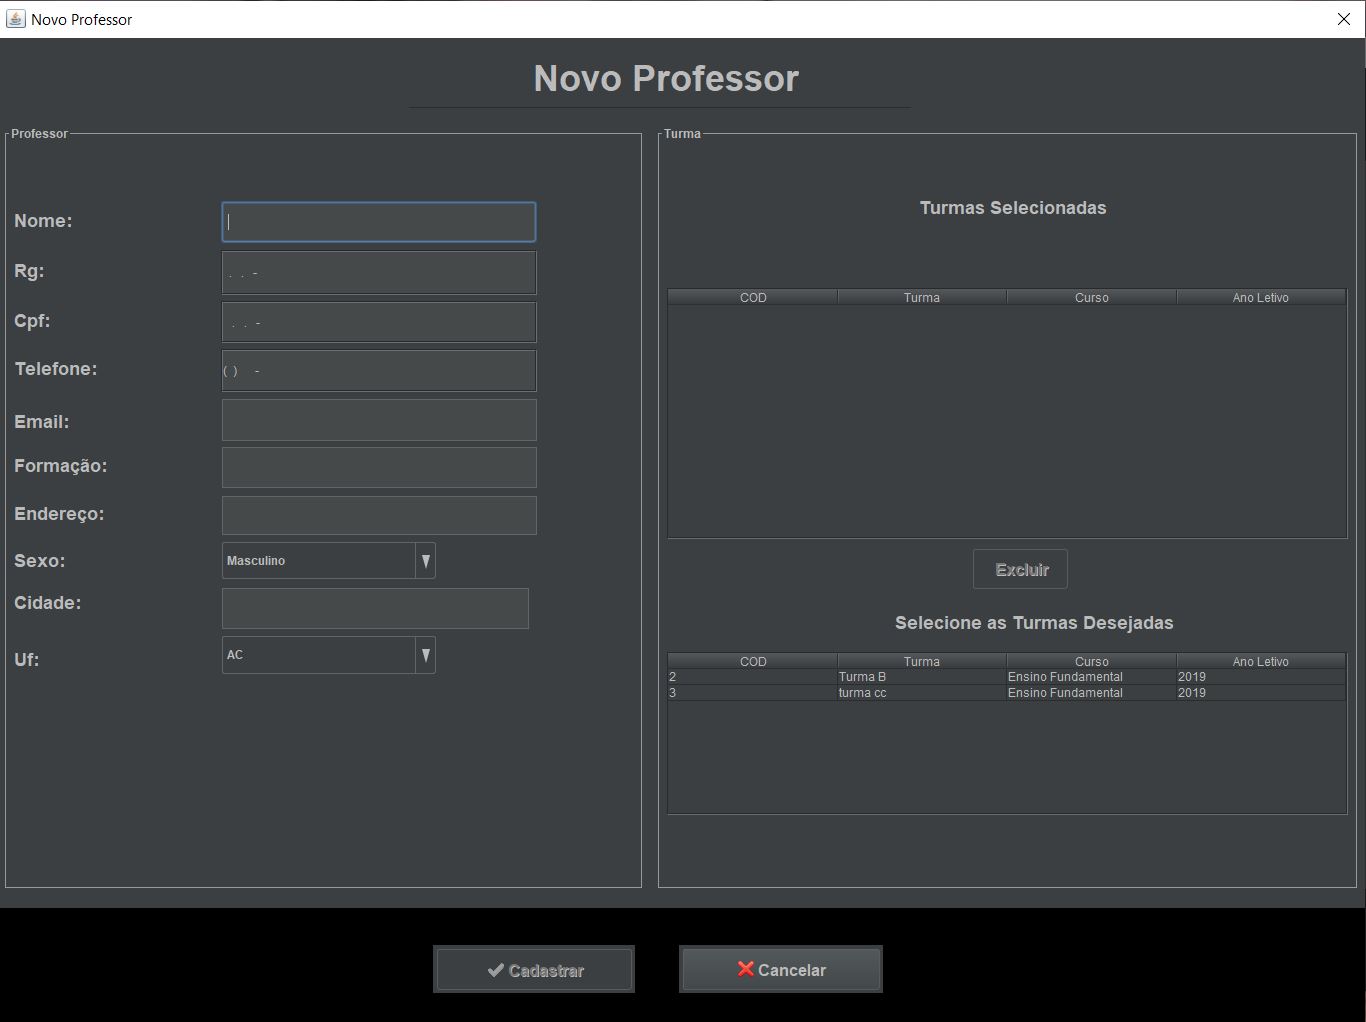 Novo Professor
Novo Professor
Professor
Nome:
Rg: . . -
Cpf: . . -
Telefone: ( ) -
Email:
Formação:
Endereço:
Sexo: Masculino
Cidade:
Uf: AC
Turma
Turmas Selecionadas
COD Turma Curso Ano Letivo
Excluir
Selecione as Turmas Desejadas
COD Turma Curso Ano Letivo
2 Turma B Ensino Fundamental 2019
3 turma cc Ensino Fundamental 2019
Cadastrar
Cancelar